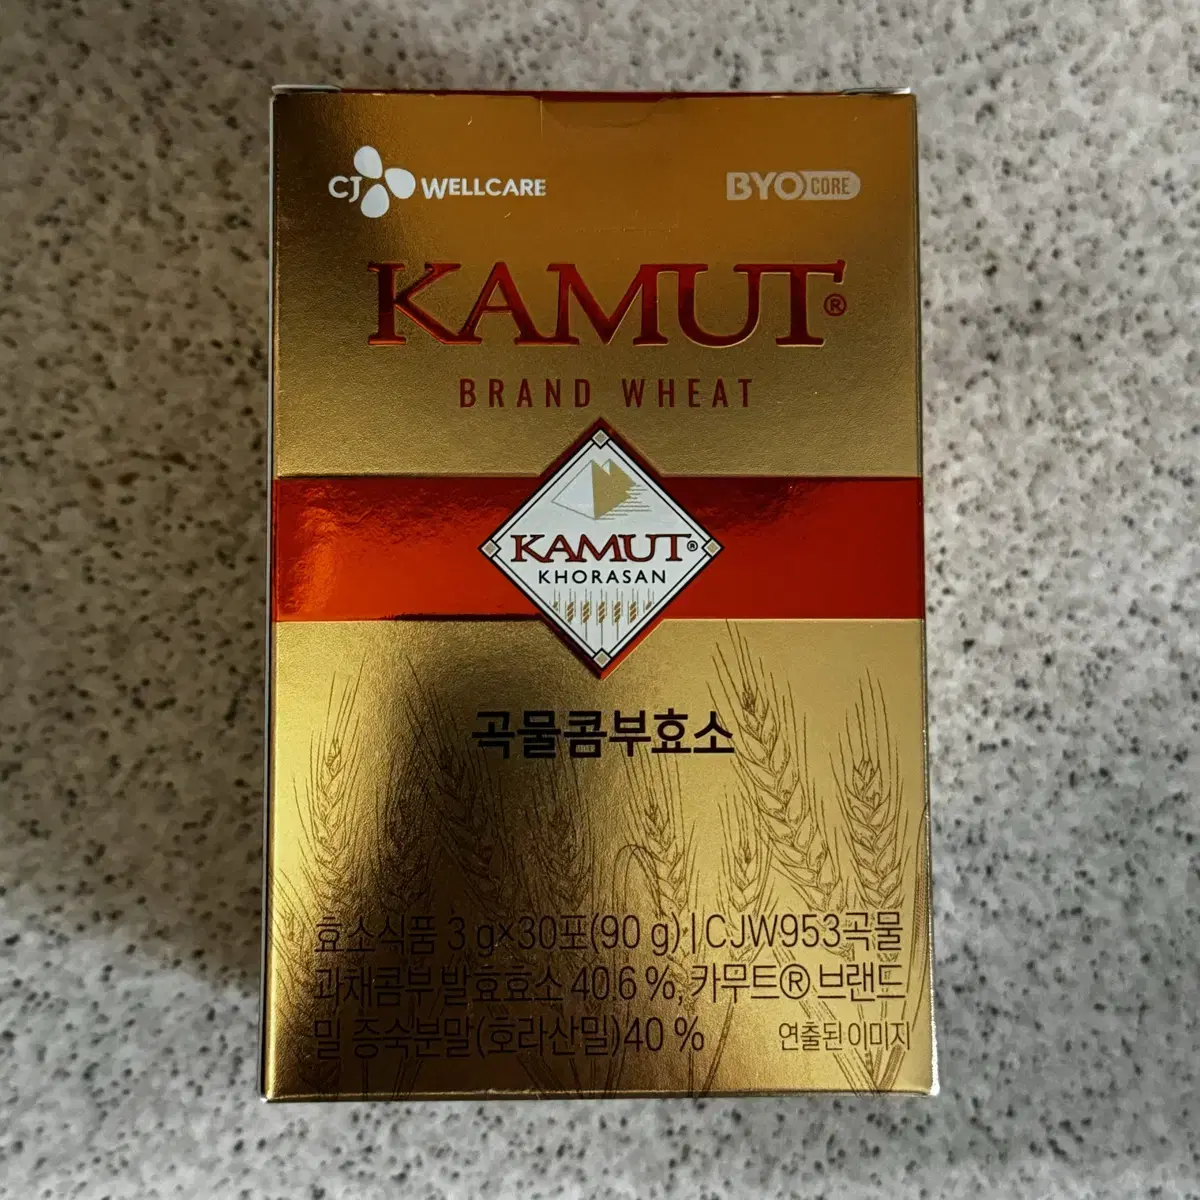 CJ WELLCARE
BYO CORE
KAMUT®
BRAND WHEAT
KAMUT®
KHORASAN
곡물콤부효소
효소식품 3 g×30포(90 g) | CJW953곡물
과채콤부 발효효소 40.6 %, 카무트® 브랜드
밀 증숙분말(호라산밀)40 %
연출된 이미지